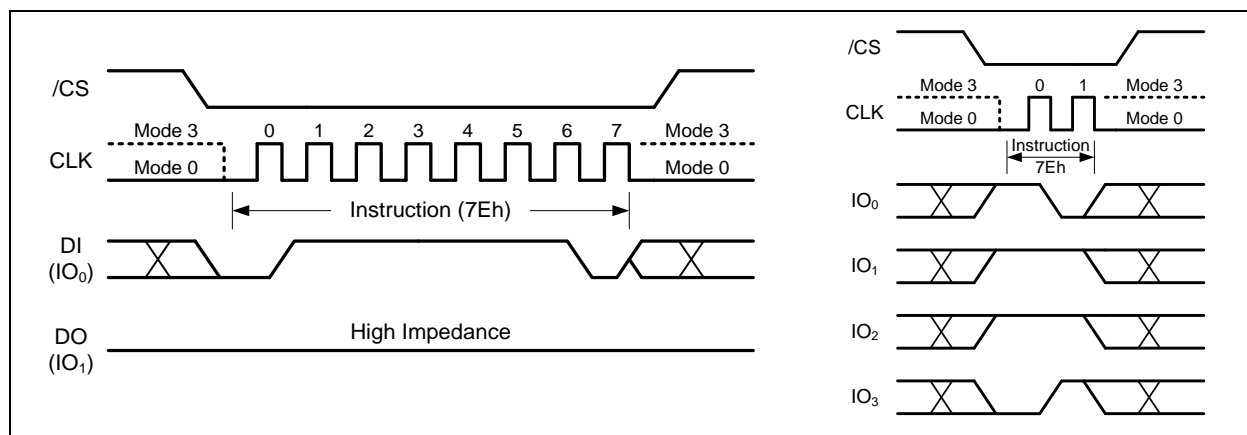 /CS
Mode 3 0 1 2 3 4 5 6 7 Mode 3
CLK Mode 0 Mode 0
Instruction (7Eh)
DI
(IO₀)
High Impedance
DO
(IO₁)
/CS
Mode 3 0 1 Mode 3
CLK Mode 0 Mode 0
Instruction
7Eh
IO₀
IO₁
IO₂
IO₃